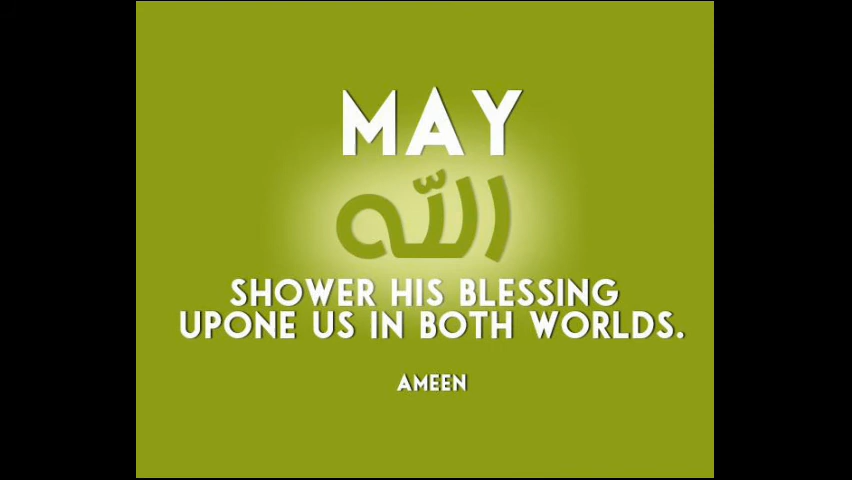 MAY
الله
SHOWER HIS BLESSING
UPONE US IN BOTH WORLDS.
AMEEN